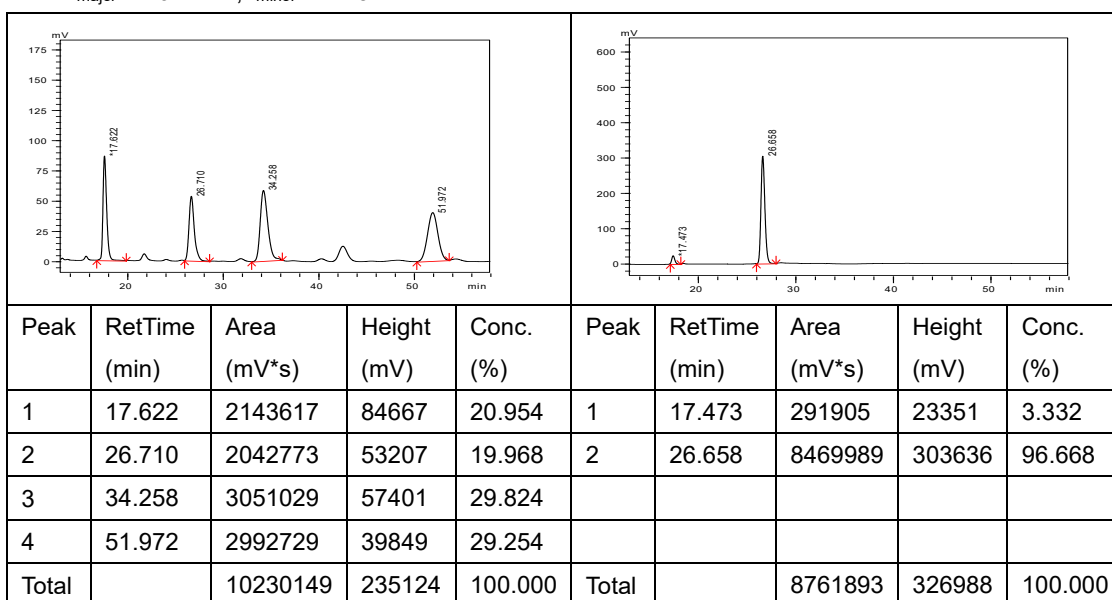 major minor
mV
175
150
125
100
75
50
25
0
*17.622
26.710
34.258
51.972
20 30 40 50 min
mV
600
500
400
300
200
100
0
*17.473
26.658
20 30 40 50 min
Peak RetTime Area Height Conc. Peak RetTime Area Height Conc.
(min) (mV*s) (mV) (%) (min) (mV*s) (mV) (%)
1 17.622 2143617 84667 20.954 1 17.473 291905 23351 3.332
2 26.710 2042773 53207 19.968 2 26.658 8469989 303636 96.668
3 34.258 3051029 57401 29.824
4 51.972 2992729 39849 29.254
Total 10230149 235124 100.000 Total 8761893 326988 100.000